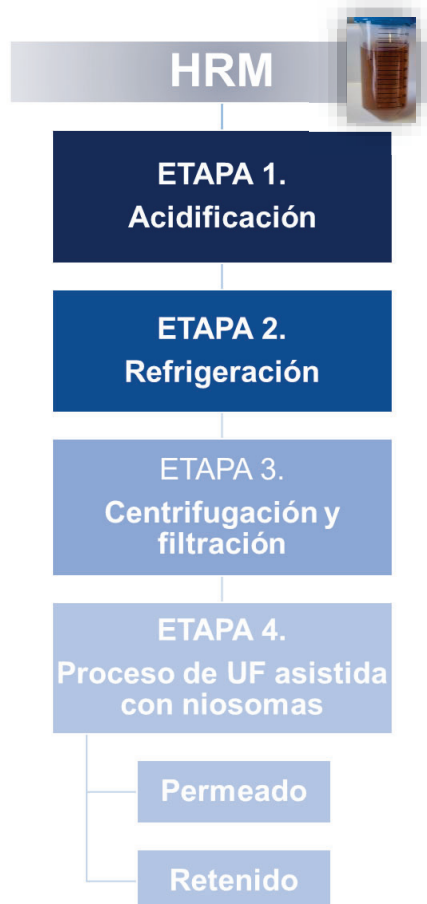 HRM
ETAPA 1.
Acidificación
ETAPA 2.
Refrigeración
ETAPA 3.
Centrifugación y
filtración
ETAPA 4.
Proceso de UF asistida
con niosomas
Permeado
Retenido